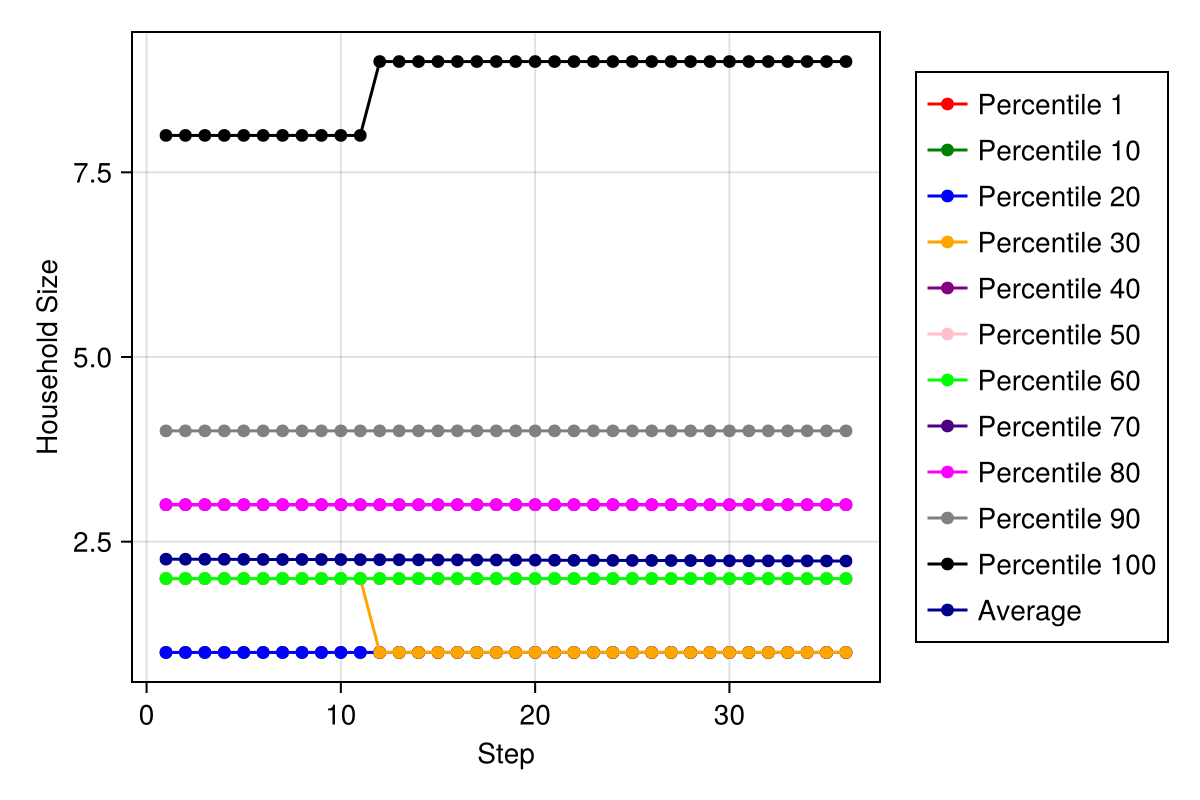 Household Size
7.5
5.0
2.5
0
10
20
30
Step
Percentile 1
Percentile 10
Percentile 20
Percentile 30
Percentile 40
Percentile 50
Percentile 60
Percentile 70
Percentile 80
Percentile 90
Percentile 100
Average